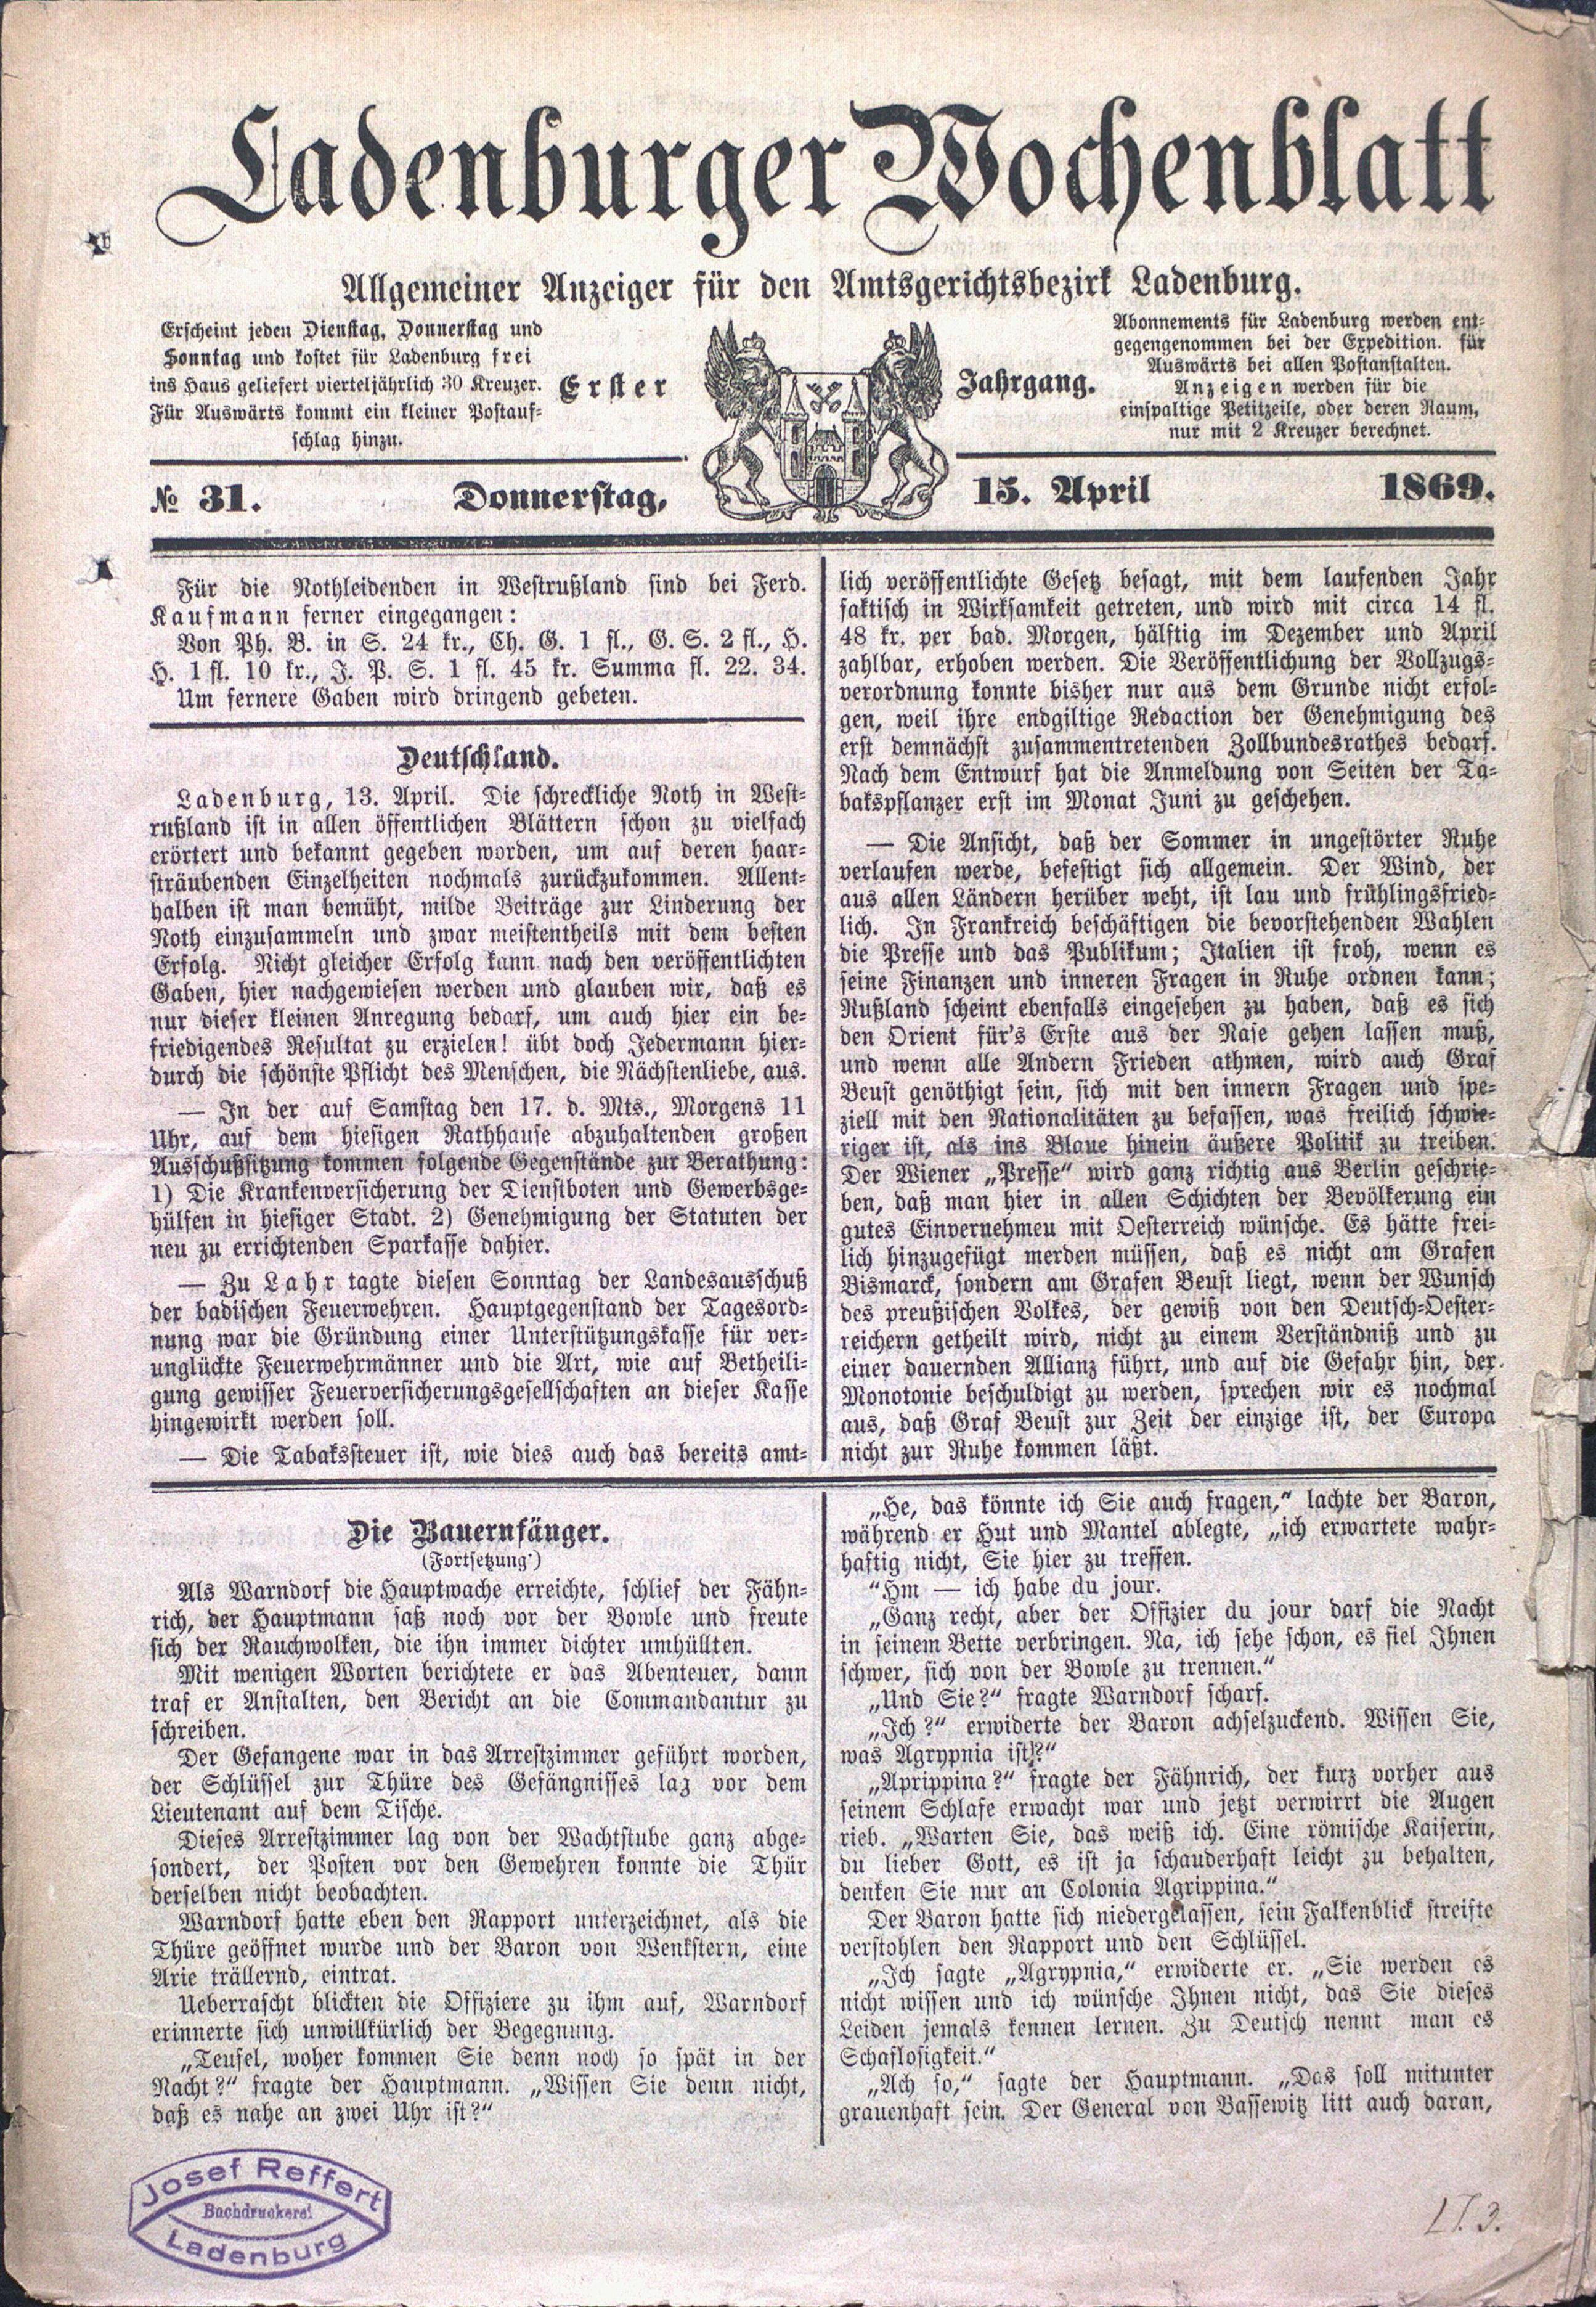 Ladenburger Wochenblatt
Allgemeiner Anzeiger für den Amtsgerichtsbezirk Ladenburg.
Erscheint jeden Dienstag, Donnerstag und
Sonntag und kostet für Ladenburg frei
ins Haus geliefert vierteljährlich 30 Kreuzer.
Für Auswärts kommt ein kleiner Postauf-
schlag hinzu.
Erster Jahrgang.
Abonnements für Ladenburg werden ent-
gegengenommen bei der Expedition. für
Auswärts bei allen Postanstalten.
Anzeigen werden für die
einspaltige Petitzeile, oder deren Raum,
nur mit 2 Kreuzer berechnet.
№ 31. Donnerstag, 15. April 1869.
Für die Nothleidenden in Westrußland sind bei Ferd.
Kaufmann ferner eingegangen:
Von Ph. B. in S. 24 kr., Ch. G. 1 fl., G. S. 2 fl., H.
H. 1 fl. 10 kr., J. P. S. 1 fl. 45 kr. Summa fl. 22. 34.
Um fernere Gaben wird dringend gebeten.
Deutschland.
Ladenburg, 13. April. Die schreckliche Noth in West-
rußland ist in allen öffentlichen Blättern schon zu vielfach
erörtert und bekannt gegeben worden, um auf deren haar-
sträubenden Einzelheiten nochmals zurückzukommen. Allent-
halben ist man bemüht, milde Beiträge zur Linderung der
Noth einzusammeln und zwar meistentheils mit dem besten
Erfolg. Nicht gleicher Erfolg kann nach den veröffentlichten
Gaben, hier nachgewiesen werden und glauben wir, daß es
nur dieser kleinen Anregung bedarf, um auch hier ein be-
friedigendes Resultat zu erzielen! übt doch Jedermann hier-
durch die schönste Pflicht des Menschen, die Nächstenliebe, aus.
— In der auf Samstag den 17. d. Mts., Morgens 11
Uhr, auf dem hiesigen Rathhause abzuhaltenden großen
Ausschußsitzung kommen folgende Gegenstände zur Berathung:
1) Die Krankenversicherung der Dienstboten und Gewerbsge-
hülfen in hiesiger Stadt. 2) Genehmigung der Statuten der
neu zu errichtenden Sparkasse dahier.
— Zu Lahr tagte diesen Sonntag der Landesausschuß
der badischen Feuerwehren. Hauptgegenstand der Tagesord-
nung war die Gründung einer Unterstützungskasse für ver-
unglückte Feuerwehrmänner und die Art, wie auf Betheili-
gung gewisser Feuerversicherungsgesellschaften an dieser Kasse
hingewirkt werden soll.
— Die Tabakssteuer ist, wie dies auch das bereits amt-
lich veröffentlichte Gesetz besagt, mit dem laufenden Jahr
faktisch in Wirksamkeit getreten, und wird mit circa 14 fl.
48 kr. per bad. Morgen, hälftig im Dezember und April
zahlbar, erhoben werden. Die Veröffentlichung der Vollzugs-
verordnung konnte bisher nur aus dem Grunde nicht erfol-
gen, weil ihre endgiltige Redaction der Genehmigung des
erst demnächst zusammentretenden Zollbundesrathes bedarf.
Nach dem Entwurf hat die Anmeldung von Seiten der Ta-
bakspflanzer erst im Monat Juni zu geschehen.
— Die Ansicht, daß der Sommer in ungestörter Ruhe
verlaufen werde, befestigt sich allgemein. Der Wind, der
aus allen Ländern herüber weht, ist lau und frühlingsfried-
lich. In Frankreich beschäftigen die bevorstehenden Wahlen
die Presse und das Publikum; Italien ist froh, wenn es
seine Finanzen und inneren Fragen in Ruhe ordnen kann;
Rußland scheint ebenfalls eingesehen zu haben, daß es sich
den Orient für's Erste aus der Nase gehen lassen muß,
und wenn alle Andern Frieden athmen, wird auch Graf
Beust genöthigt sein, sich mit den innern Fragen und spe-
ziell mit den Nationalitäten zu befassen, was freilich schwie-
riger ist, als ins Blaue hinein äußere Politik zu treiben.
Der Wiener „Presse“ wird ganz richtig aus Berlin geschrie-
ben, daß man hier in allen Schichten der Bevölkerung ein
gutes Einvernehmeu mit Oesterreich wünsche. Es hätte frei-
lich hinzugefügt merden müssen, daß es nicht am Grafen
Bismarck, sondern am Grafen Beust liegt, wenn der Wunsch
des preußischen Volkes, der gewiß von den Deutsch-Oester-
reichern getheilt wird, nicht zu einem Verständniß und zu
einer dauernden Allianz führt, und auf die Gefahr hin, der
Monotonie beschuldigt zu werden, sprechen wir es nochmal
aus, daß Graf Beust zur Zeit der einzige ist, der Europa
nicht zur Ruhe kommen läßt.
Die Bauernfänger.
(Fortsetzung)
Als Warndorf die Hauptwache erreichte, schlief der Fähn-
rich, der Hauptmann saß noch vor der Bowle und freute
sich der Rauchwolken, die ihn immer dichter umhüllten.
Mit wenigen Worten berichtete er das Abenteuer, dann
traf er Anstalten, den Bericht an die Commandantur zu
schreiben.
Der Gefangene war in das Arrestzimmer geführt worden,
der Schlüssel zur Thüre des Gefängnisses lag vor dem
Lieutenant auf dem Tische.
Dieses Arrestzimmer lag von der Wachtstube ganz abge-
sondert, der Posten vor den Gewehren konnte die Thür
derselben nicht beobachten.
Warndorf hatte eben den Rapport unterzeichnet, als die
Thüre geöffnet wurde und der Baron von Wenkstern, eine
Arie trällernd, eintrat.
Ueberrascht blickten die Offiziere zu ihm auf, Warndorf
erinnerte sich unwillkürlich der Begegnung.
„Teufel, woher kommen Sie denn noch so spät in der
Nacht?“ fragte der Hauptmann. „Wissen Sie denn nicht,
daß es nahe an zwei Uhr ist?“
„He, das könnte ich Sie auch fragen,“ lachte der Baron,
während er Hut und Mantel ablegte, „ich erwartete wahr-
haftig nicht, Sie hier zu treffen.
“Hm — ich habe du jour.
„Ganz recht, aber der Offizier du jour darf die Nacht
in seinem Bette verbringen. Na, ich sehe schon, es fiel Ihnen
schwer, sich von der Bowle zu trennen.“
„Und Sie?“ fragte Warndorf scharf.
„Ich?“ erwiderte der Baron achselzuckend. Wissen Sie,
was Agrypnia ist?“
„Aprippina?“ fragte der Fähnrich, der kurz vorher aus
seinem Schlafe erwacht war und jetzt verwirrt die Augen
rieb. „Warten Sie, das weiß ich. Eine römische Kaiserin,
du lieber Gott, es ist ja schauderhaft leicht zu behalten,
denken Sie nur an Colonia Agrippina.“
Der Baron hatte sich niedergelassen, sein Falkenblick streifte
verstohlen den Rapport und den Schlüssel.
„Ich sagte „Agrypnia,“ erwiderte er. „Sie werden es
nicht wissen und ich wünsche Ihnen nicht, das Sie dieses
Leiden jemals kennen lernen. Zu Deutsch nennt man es
Schaflosigkeit.“
„Ach so,“ sagte der Hauptmann. „Das soll mitunter
grauenhaft sein. Der General von Bassewitz litt auch daran,
Josef Reffert
Buchdruckerei
Ladenburg